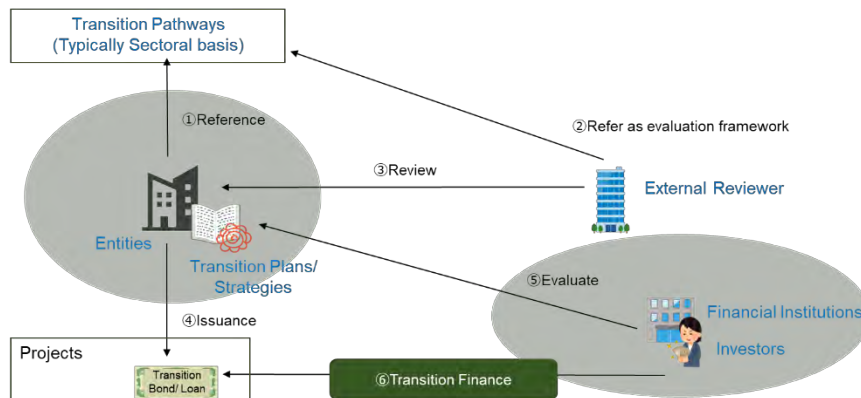 Transition Pathways
(Typically Sectoral basis)
①Reference
②Refer as evaluation framework
③Review
External Reviewer
Entities
Transition Plans/
Strategies
⑤Evaluate
④Issuance
Financial Institutions
Investors
Projects
Transition
Bond/ Loan
⑥Transition Finance